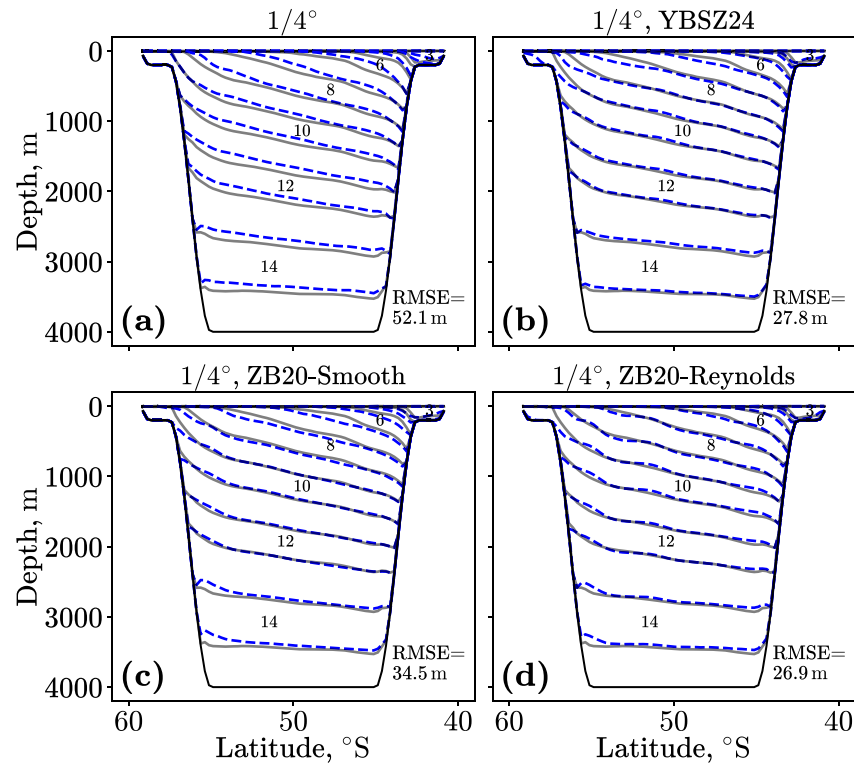 1/4°
1/4°, YBSZ24
0
1000
2000
3000
4000
Depth, m
3
6
8
10
12
14
RMSE=
52.1 m
(a)
3
6
8
10
12
14
RMSE=
27.8 m
(b)
1/4°, ZB20-Smooth
1/4°, ZB20-Reynolds
0
1000
2000
3000
4000
Depth, m
3
6
8
10
12
14
RMSE=
34.5 m
(c)
3
6
8
10
12
14
RMSE=
26.9 m
(d)
60
50
40
60
50
40
Latitude, °S
Latitude, °S